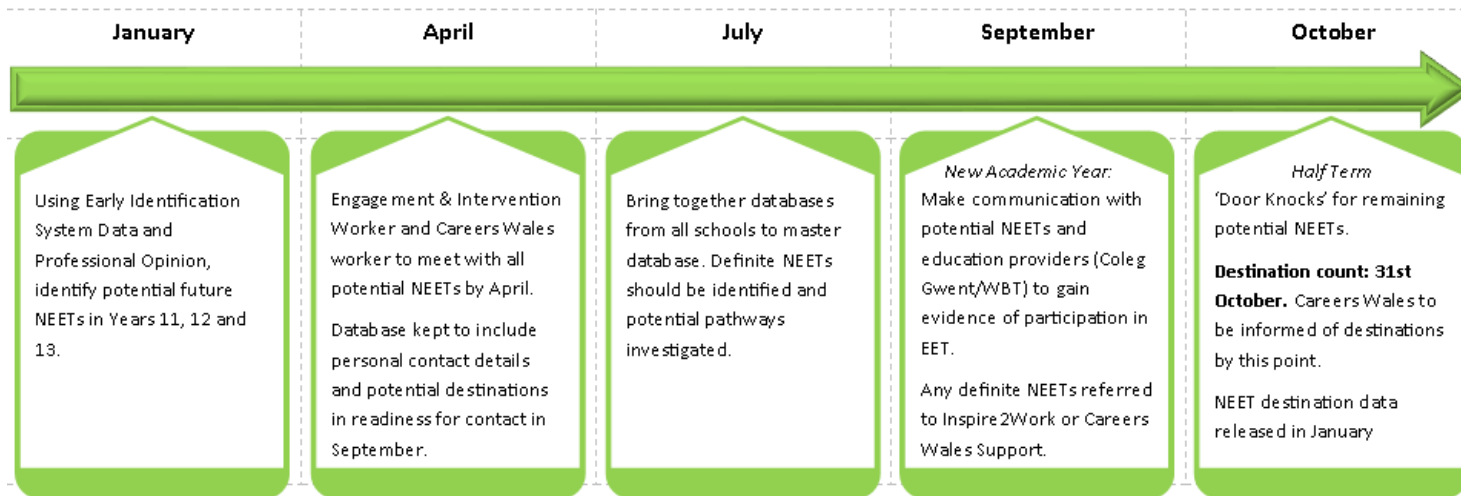 January
April
July
September
October
Using Early Identification
System Data and
Professional Opinion,
identify potential future
NEETs in Years 11, 12 and
13.
Engagement & Intervention
Worker and Careers Wales
worker to meet with all
potential NEETs by April.
Database kept to include
personal contact details
and potential destinations
in readiness for contact in
September.
Bring together databases
from all schools to master
database. Definite NEETs
should be identified and
potential pathways
investigated.
New Academic Year:
Make communication with
potential NEETs and
education providers (Coleg
Gwent/WBT) to gain
evidence of participation in
EET.
Any definite NEETs referred
to Inspire2Work or Careers
Wales Support.
Half Term
‘Door Knocks’ for remaining
potential NEETs.
Destination count: 31st
October. Careers Wales to
be informed of destinations
by this point.
NEET destination data
released in January